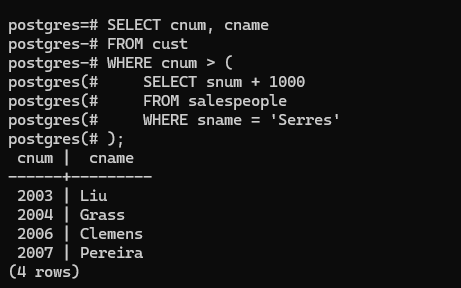 postgres=# SELECT cnum, cname
postgres-# FROM cust
postgres-# WHERE cnum > (
postgres(#     SELECT snum + 1000
postgres(#     FROM salespeople
postgres(#     WHERE sname = 'Serres'
postgres(# );
 cnum |  cname
------+---------
 2003 | Liu
 2004 | Grass
 2006 | Clemens
 2007 | Pereira
(4 rows)